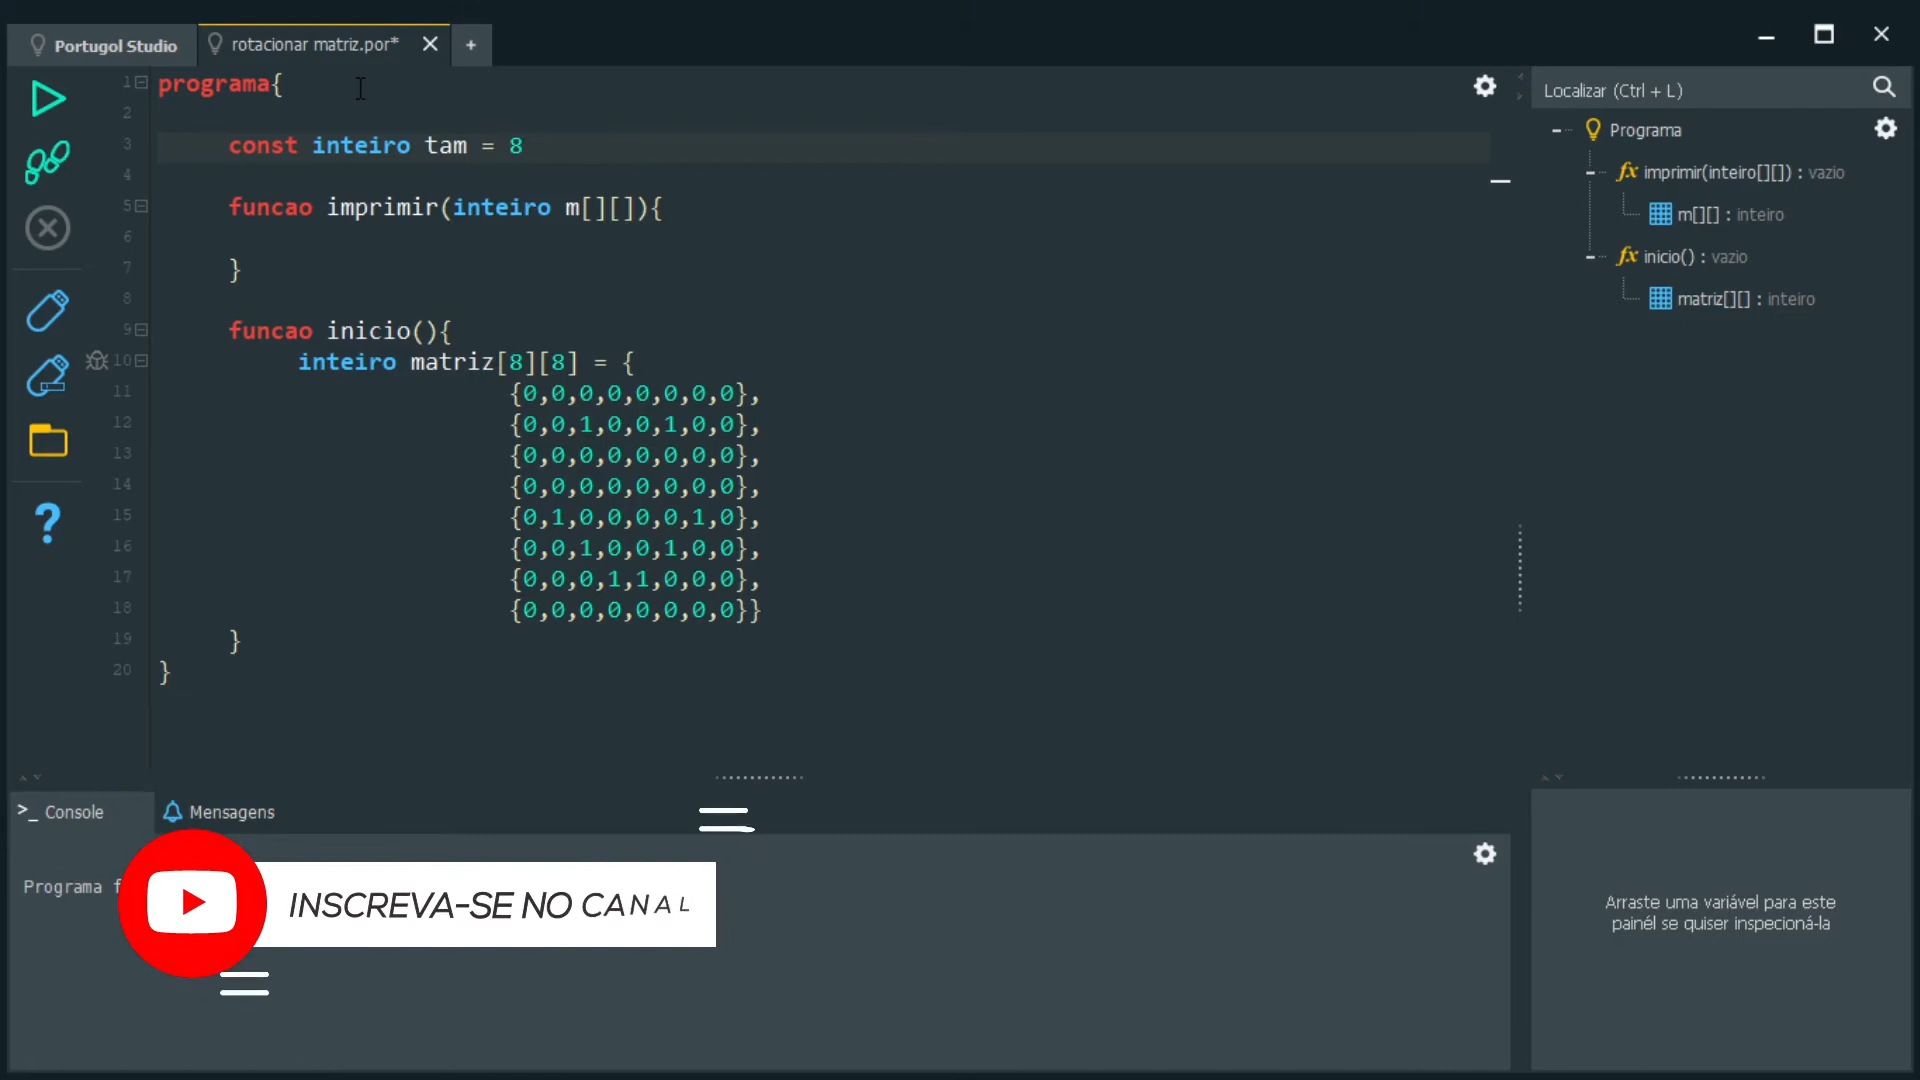 Portugol Studio
rotacionar matriz.por*
+
1 programa{
2
3 const inteiro tam = 8
4
5 funcao imprimir(inteiro m[][]){
6
7 }
8
9 funcao inicio(){
10 inteiro matriz[8][8] = {
11 {0,0,0,0,0,0,0,0},
12 {0,0,1,0,0,1,0,0},
13 {0,0,0,0,0,0,0,0},
14 {0,0,0,0,0,0,0,0},
15 {0,1,0,0,0,0,1,0},
16 {0,0,1,0,0,1,0,0},
17 {0,0,0,1,1,0,0,0},
18 {0,0,0,0,0,0,0,0}}
19 }
20 }
Localizar (Ctrl + L)
Programa
fx imprimir(inteiro[][]) : vazio
m[][] : inteiro
fx inicio() : vazio
matriz[][] : inteiro
>_ Console
Mensagens
Programa
INSCREVA-SE NO CANAL
Arraste uma variável para este
painél se quiser inspecioná-la